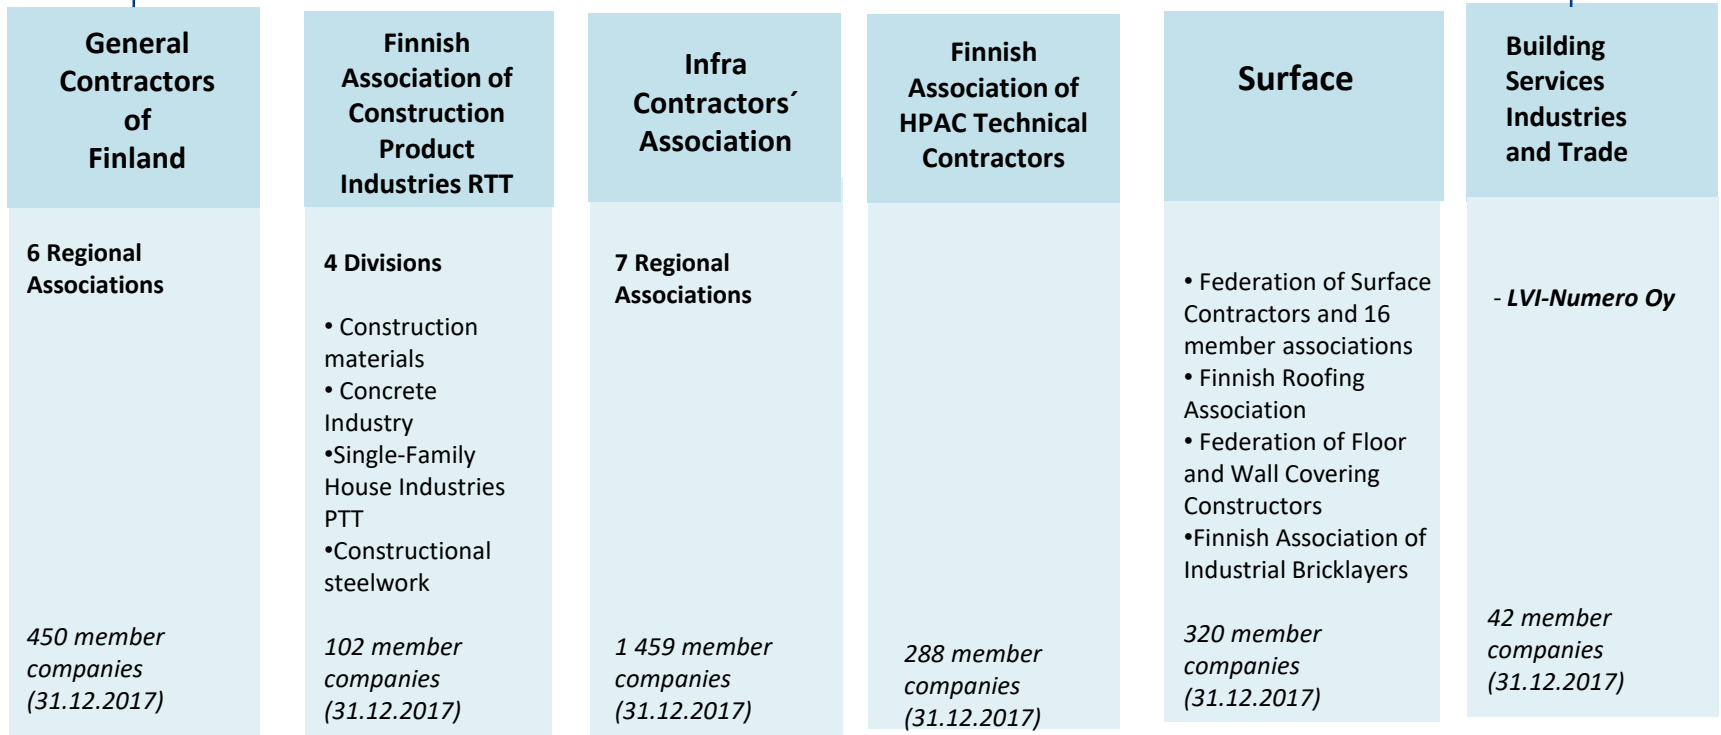 General
Contractors
of
Finland
6 Regional
Associations
450 member
companies
(31.12.2017)
Finnish
Association of
Construction
Product
Industries RTT
4 Divisions
• Construction
materials
• Concrete
Industry
•Single-Family
House Industries
PTT
•Constructional
steelwork
102 member
companies
(31.12.2017)
Infra
Contractors´
Association
7 Regional
Associations
1 459 member
companies
(31.12.2017)
Finnish
Association of
HPAC Technical
Contractors
288 member
companies
(31.12.2017)
Surface
• Federation of Surface
Contractors and 16
member associations
• Finnish Roofing
Association
• Federation of Floor
and Wall Covering
Constructors
•Finnish Association of
Industrial Bricklayers
320 member
companies
(31.12.2017)
Building
Services
Industries
and Trade
- LVI-Numero Oy
42 member
companies
(31.12.2017)